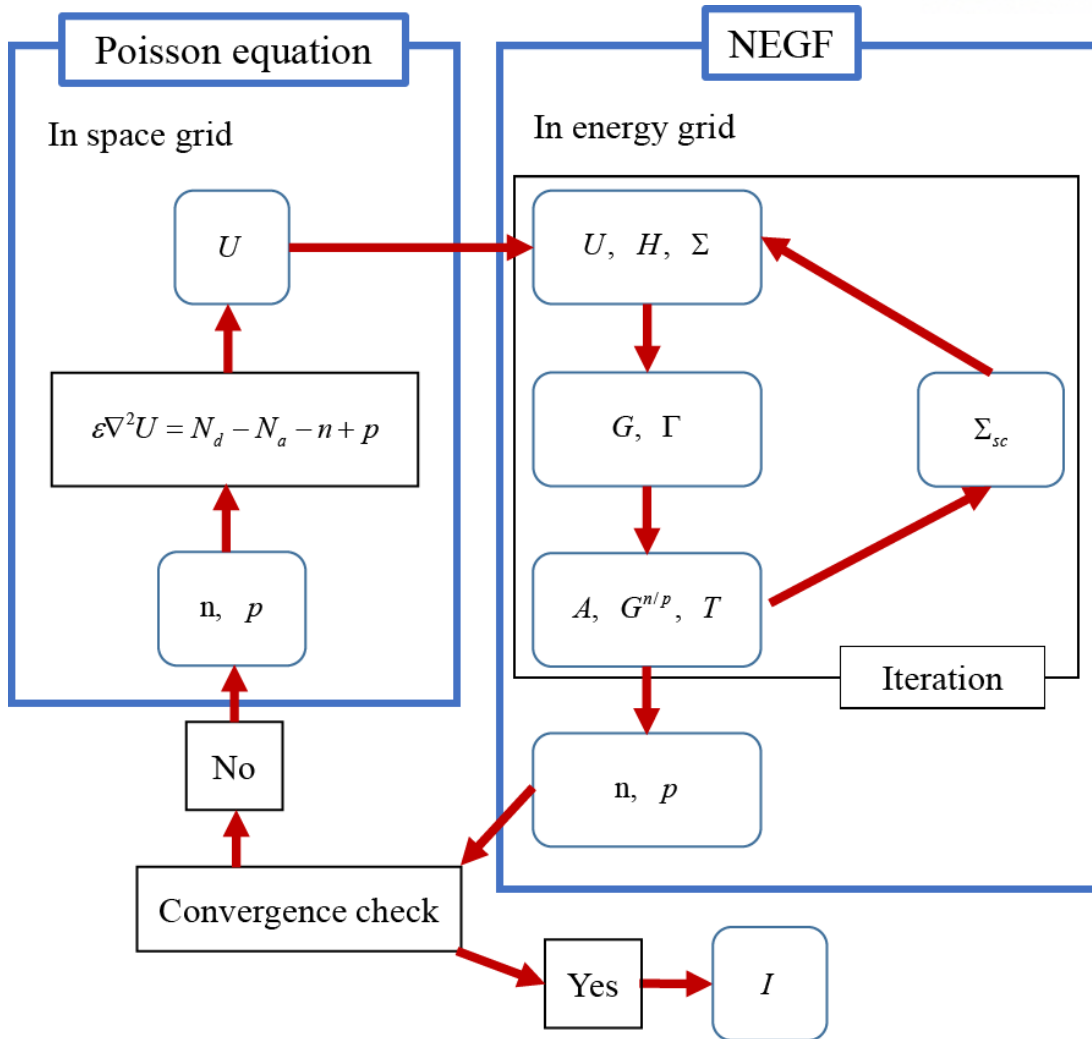 Poisson equation
In space grid
U
ε∇²U = N_d − N_a − n + p
n, p
No
Convergence check
Yes
I
NEGF
In energy grid
U, H, Σ
G, Γ
Σ_sc
A, G^{n/p}, T
Iteration
n, p